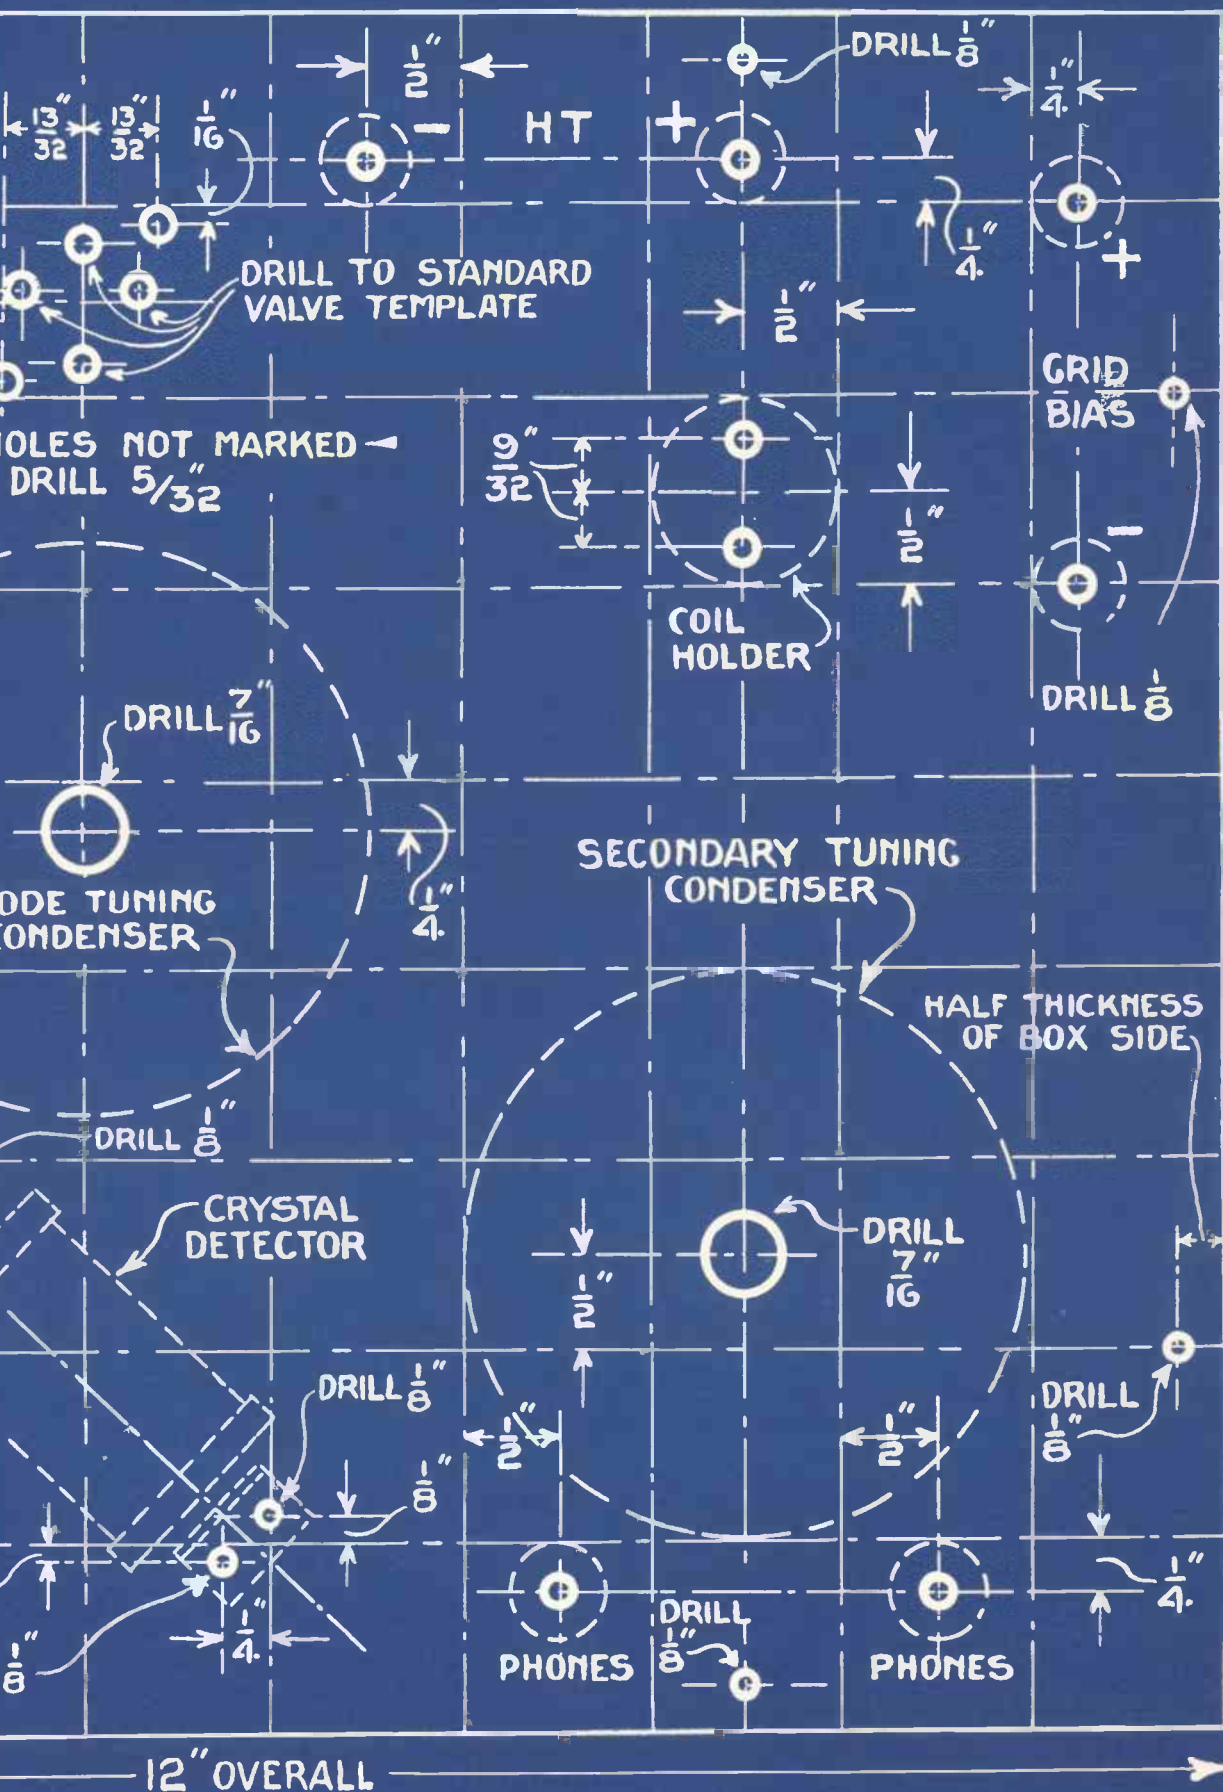 1/2"
DRILL 1/8"
1/4"
13/32" 13/32" 1/16"
- HT +
1/4"
+
DRILL TO STANDARD
VALVE TEMPLATE
1/2"
GRID
BIAS
OLES NOT MARKED
DRILL 5/32"
9/32"
1/2"
-
COIL
HOLDER
DRILL 7/16"
DRILL 1/8
SECONDARY TUNING
CONDENSER
ODE TUNING
CONDENSER
1/4"
HALF THICKNESS
OF BOX SIDE
DRILL 1/8"
CRYSTAL
DETECTOR
DRILL
7/16"
1/2"
DRILL 1/8"
DRILL
1/8"
1/2"
1/2"
1/8"
1/4"
1/4"
1/8"
DRILL
1/8"
PHONES
PHONES
12" OVERALL